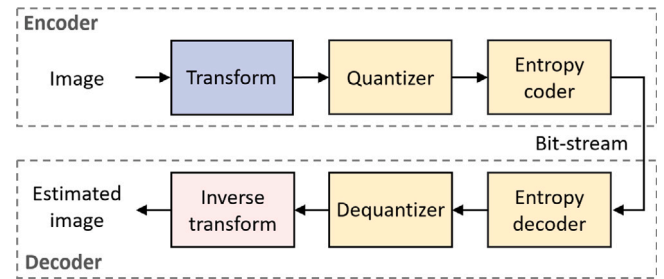 Encoder
Image
Transform
Quantizer
Entropy
coder
Bit-stream
Estimated
image
Inverse
transform
Dequantizer
Entropy
decoder
Decoder